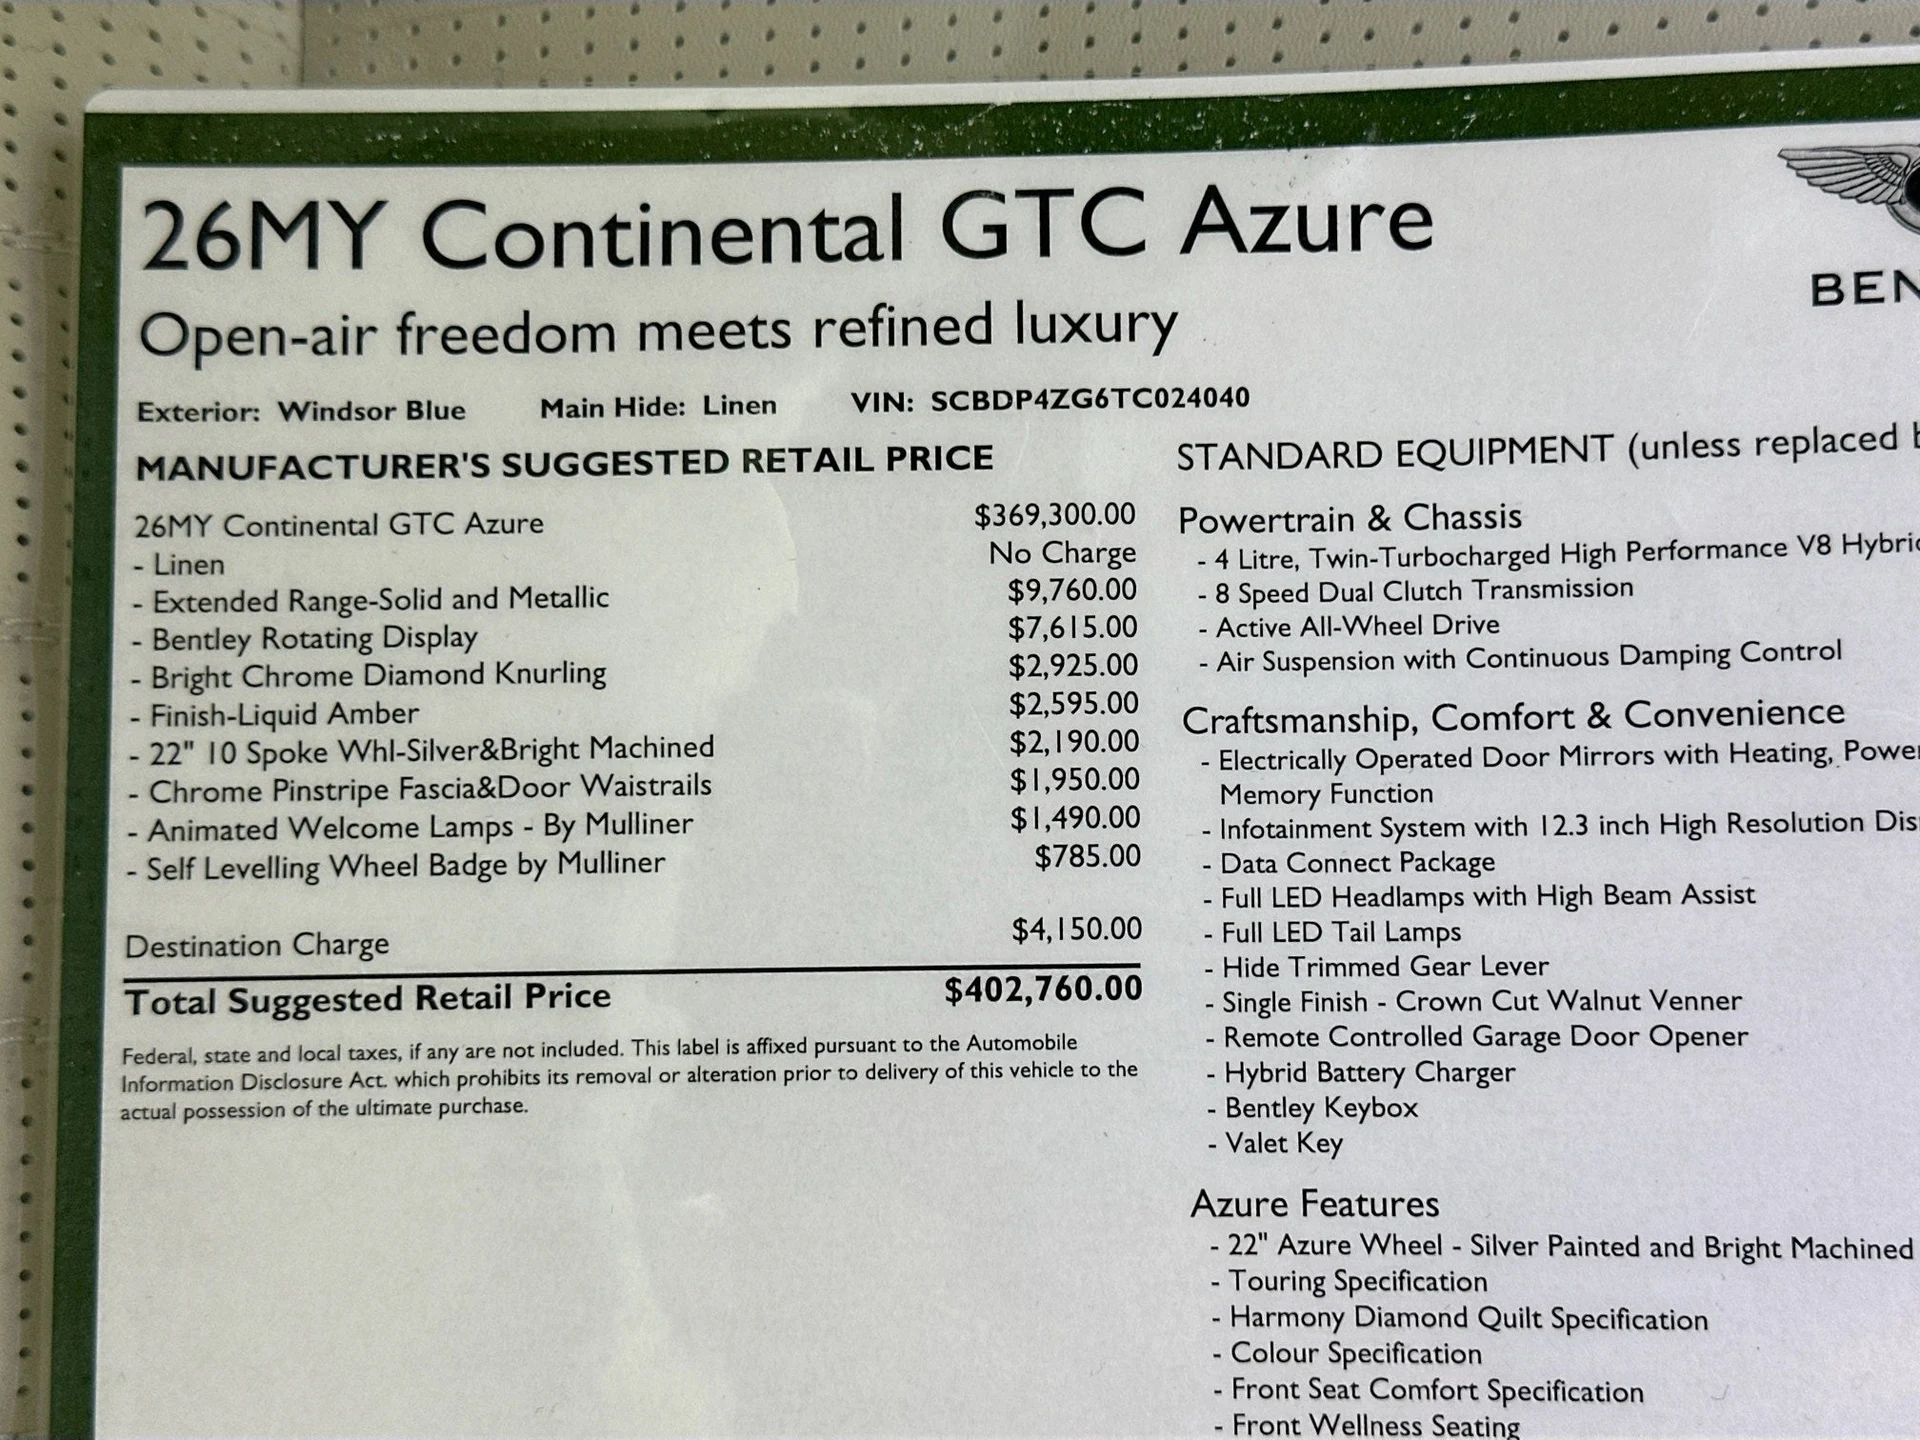 26MY Continental GTC Azure
Open-air freedom meets refined luxury
BEN
Exterior: Windsor Blue Main Hide: Linen VIN: SCBDP4ZG6TC024040
MANUFACTURER'S SUGGESTED RETAIL PRICE
26MY Continental GTC Azure $369,300.00
- Linen No Charge
- Extended Range-Solid and Metallic $9,760.00
- Bentley Rotating Display $7,615.00
- Bright Chrome Diamond Knurling $2,925.00
- Finish-Liquid Amber $2,595.00
- 22" 10 Spoke Whl-Silver&Bright Machined $2,190.00
- Chrome Pinstripe Fascia&Door Waistrails $1,950.00
- Animated Welcome Lamps - By Mulliner $1,490.00
- Self Levelling Wheel Badge by Mulliner $785.00
Destination Charge $4,150.00
Total Suggested Retail Price $402,760.00
Federal, state and local taxes, if any are not included. This label is affixed pursuant to the Automobile
Information Disclosure Act. which prohibits its removal or alteration prior to delivery of this vehicle to the
actual possession of the ultimate purchase.
STANDARD EQUIPMENT (unless replaced b
Powertrain & Chassis
- 4 Litre, Twin-Turbocharged High Performance V8 Hybric
- 8 Speed Dual Clutch Transmission
- Active All-Wheel Drive
- Air Suspension with Continuous Damping Control
Craftsmanship, Comfort & Convenience
- Electrically Operated Door Mirrors with Heating, Power
Memory Function
- Infotainment System with 12.3 inch High Resolution Dis
- Data Connect Package
- Full LED Headlamps with High Beam Assist
- Full LED Tail Lamps
- Hide Trimmed Gear Lever
- Single Finish - Crown Cut Walnut Venner
- Remote Controlled Garage Door Opener
- Hybrid Battery Charger
- Bentley Keybox
- Valet Key
Azure Features
- 22" Azure Wheel - Silver Painted and Bright Machined
- Touring Specification
- Harmony Diamond Quilt Specification
- Colour Specification
- Front Seat Comfort Specification
- Front Wellness Seating